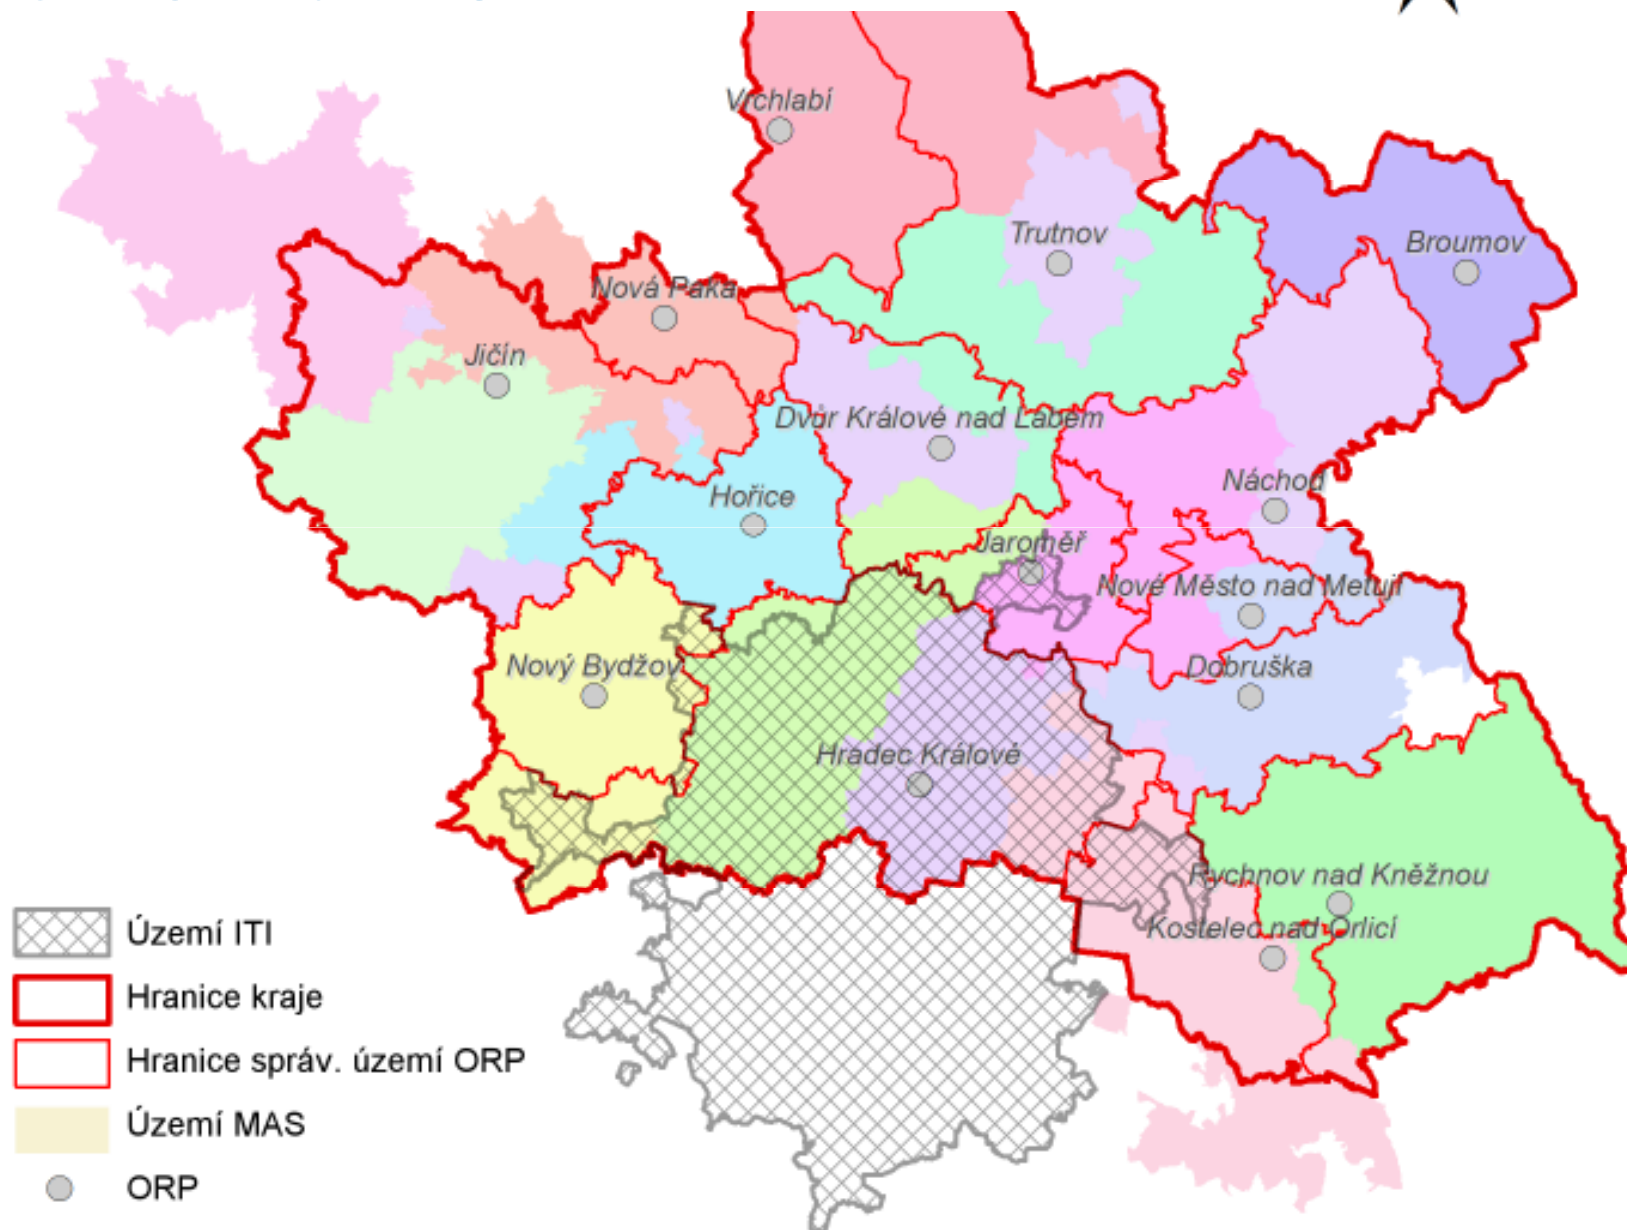 Vrchlabí
Trutnov
Broumov
Nová Paka
Jičín
Dvůr Králové nad Labem
Náchod
Hořice
Jaroměř
Nové Město nad Metují
Nový Bydžov
Dobruška
Hradec Králové
Rychnov nad Kněžnou
Kostelec nad Orlicí
Území ITI
Hranice kraje
Hranice správ. území ORP
Území MAS
ORP